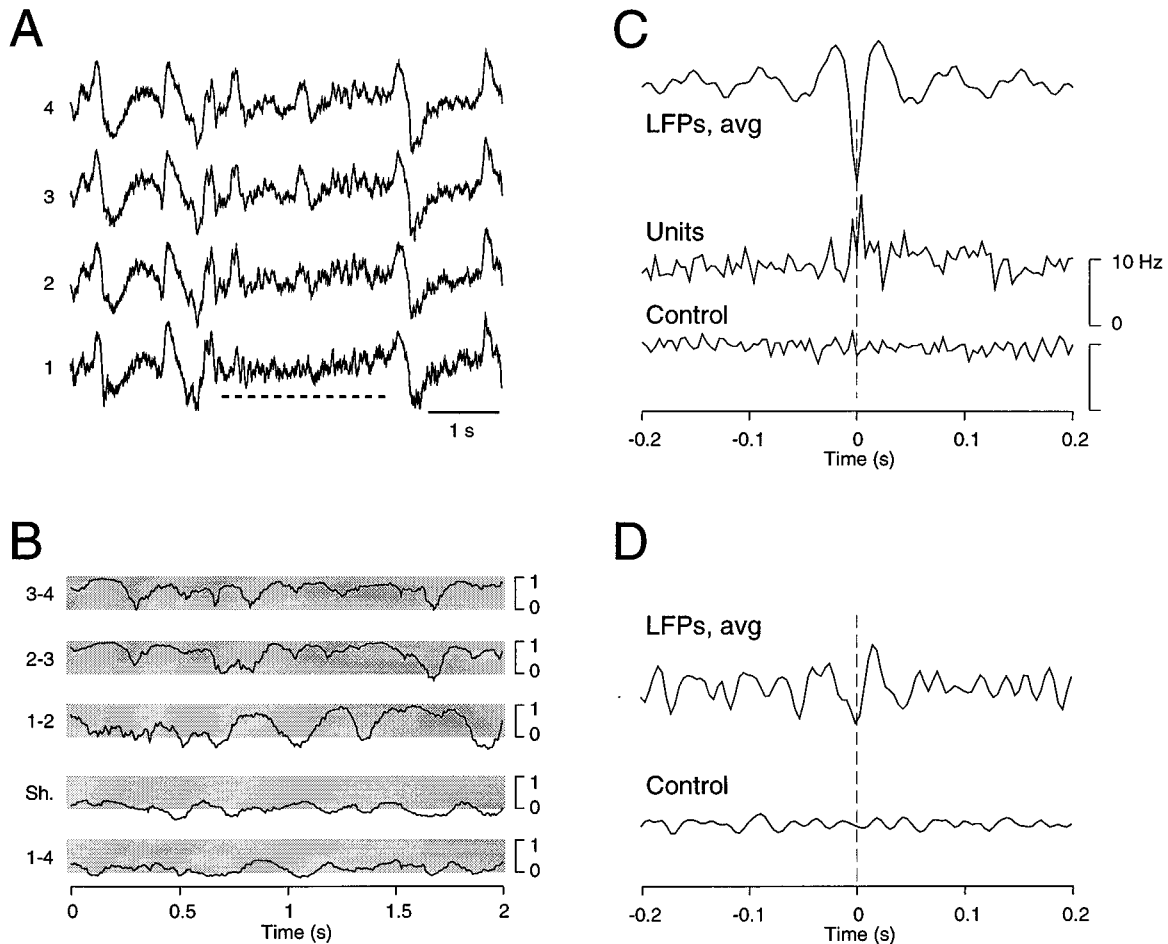 A
4
3
2
1
1 s
B
3-4
1
0
2-3
1
0
1-2
1
0
Sh.
1
0
1-4
1
0
0
0.5
1
1.5
2
Time (s)
C
LFPs, avg
Units
10 Hz
0
Control
-0.2
-0.1
0
0.1
0.2
Time (s)
D
LFPs, avg
Control
-0.2
-0.1
0
0.1
0.2
Time (s)